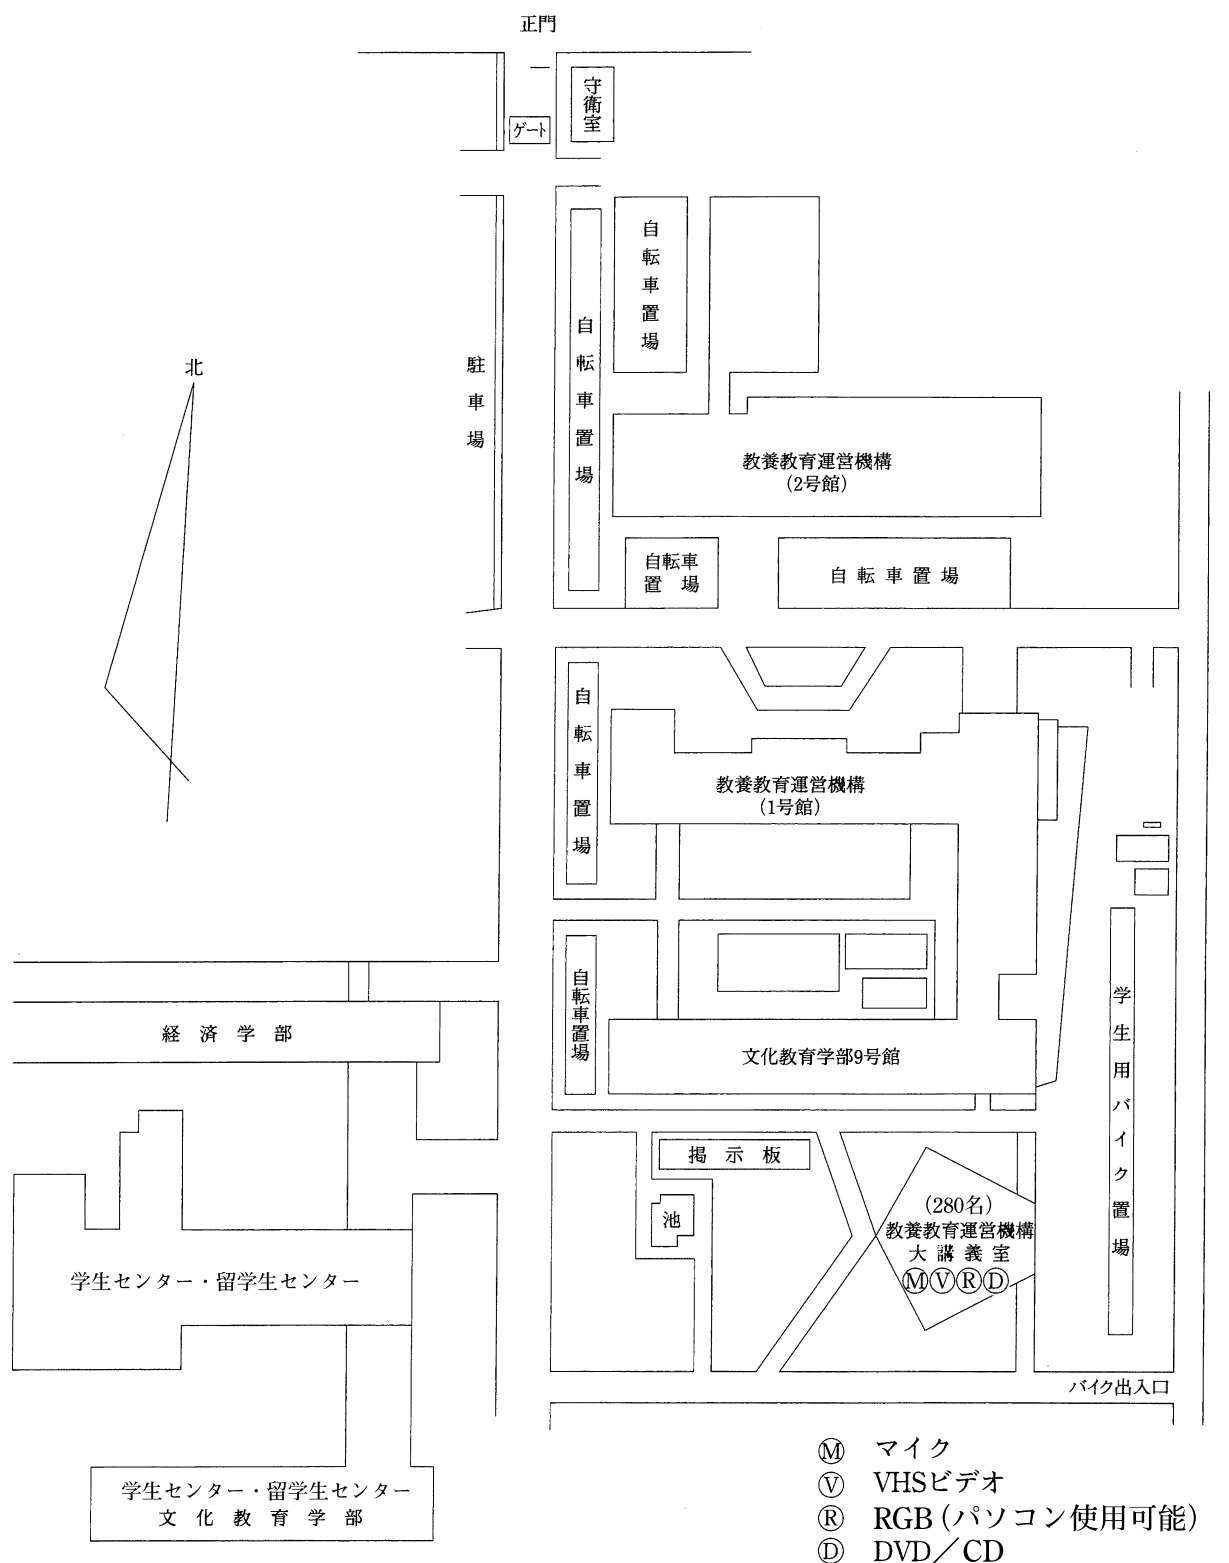 正門
守衛室
ゲート
自転車置場
自転車置場
駐車場
北
教養教育運営機構
(2号館)
自転車
置場
自転車置場
自転車置場
教養教育運営機構
(1号館)
自転車置場
学生用バイク置場
経済学部
文化教育学部9号館
掲示板
池
(280名)
教養教育運営機構
大講義室
ⓂⓋⓇⒹ
学生センター・留学生センター
バイク出入口
学生センター・留学生センター
文化教育学部
Ⓜ マイク
Ⓥ VHSビデオ
Ⓡ RGB(パソコン使用可能)
Ⓓ DVD/CD